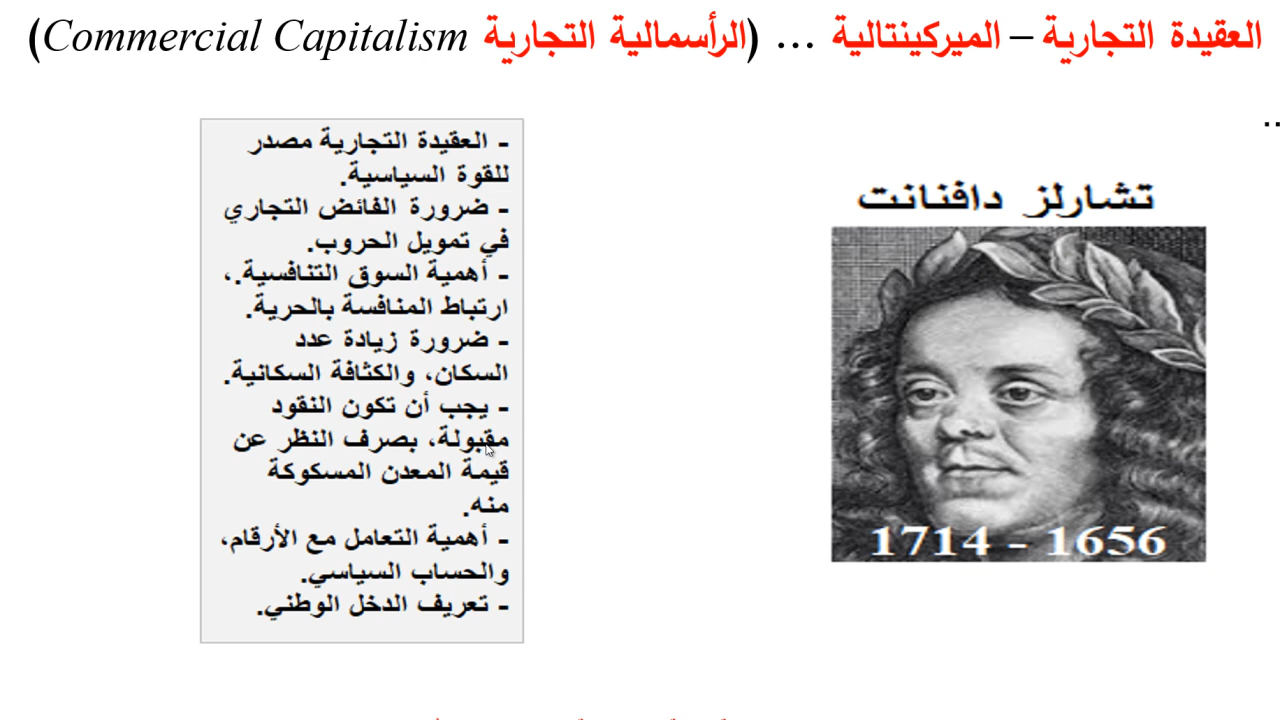 العقيدة التجارية – الميركينتالية ... (الرأسمالية التجارية Commercial Capitalism)
..
تشارلز دافنانت
1714 - 1656
- العقيدة التجارية مصدر
للقوة السياسية.
- ضرورة الفائض التجاري
في تمويل الحروب.
- أهمية السوق التنافسية.،
ارتباط المنافسة بالحرية.
- ضرورة زيادة عدد
السكان، والكثافة السكانية.
- يجب أن تكون النقود
مقبولة، بصرف النظر عن
قيمة المعدن المسكوكة
منه.
- أهمية التعامل مع الأرقام،
والحساب السياسي.
- تعريف الدخل الوطني.